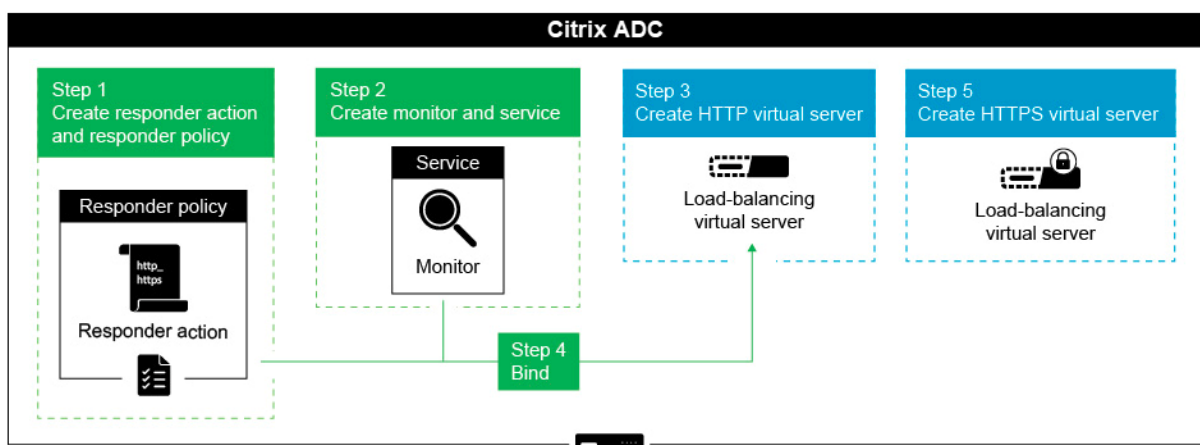 Citrix ADC
Step 1
Create responder action
and responder policy
Responder policy
http_
https
Responder action
Step 2
Create monitor and service
Service
Monitor
Step 3
Create HTTP virtual server
Load-balancing
virtual server
Step 4
Bind
Step 5
Create HTTPS virtual server
Load-balancing
virtual server